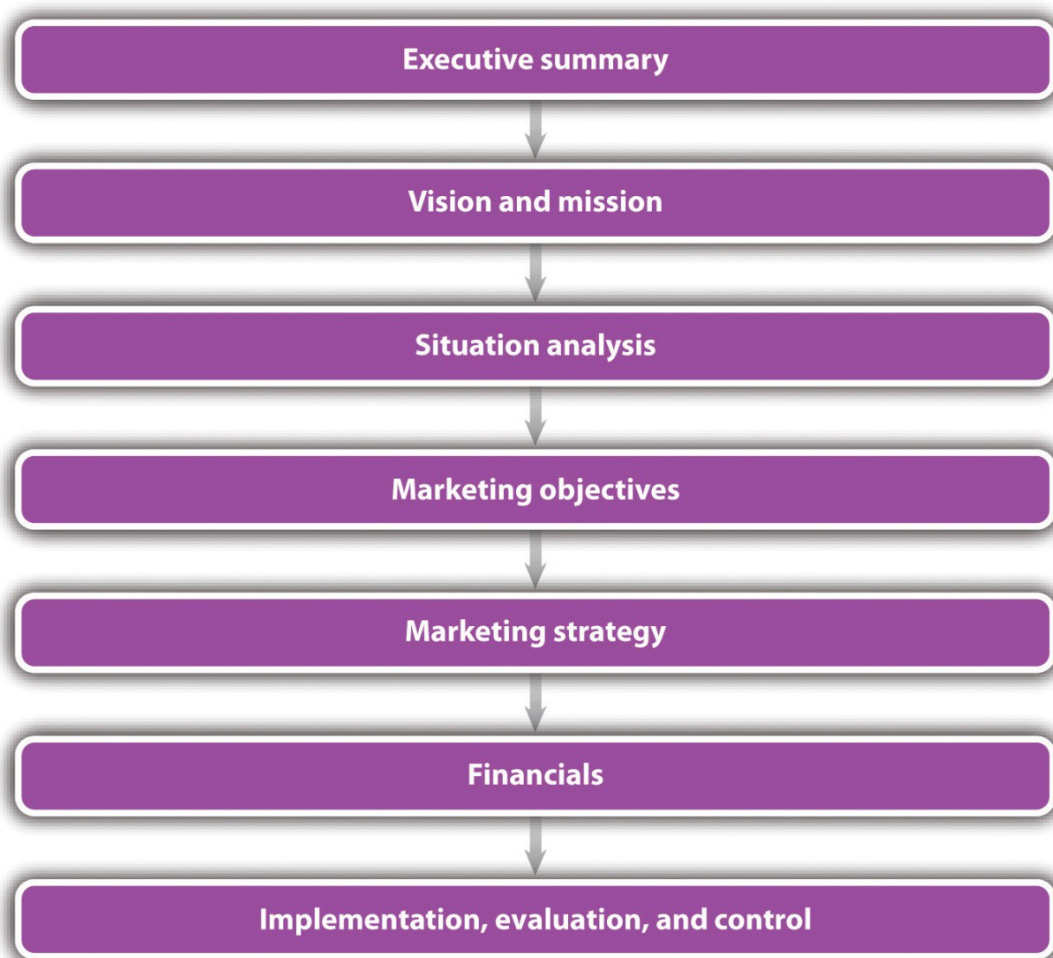 Executive summary
Vision and mission
Situation analysis
Marketing objectives
Marketing strategy
Financials
Implementation, evaluation, and control